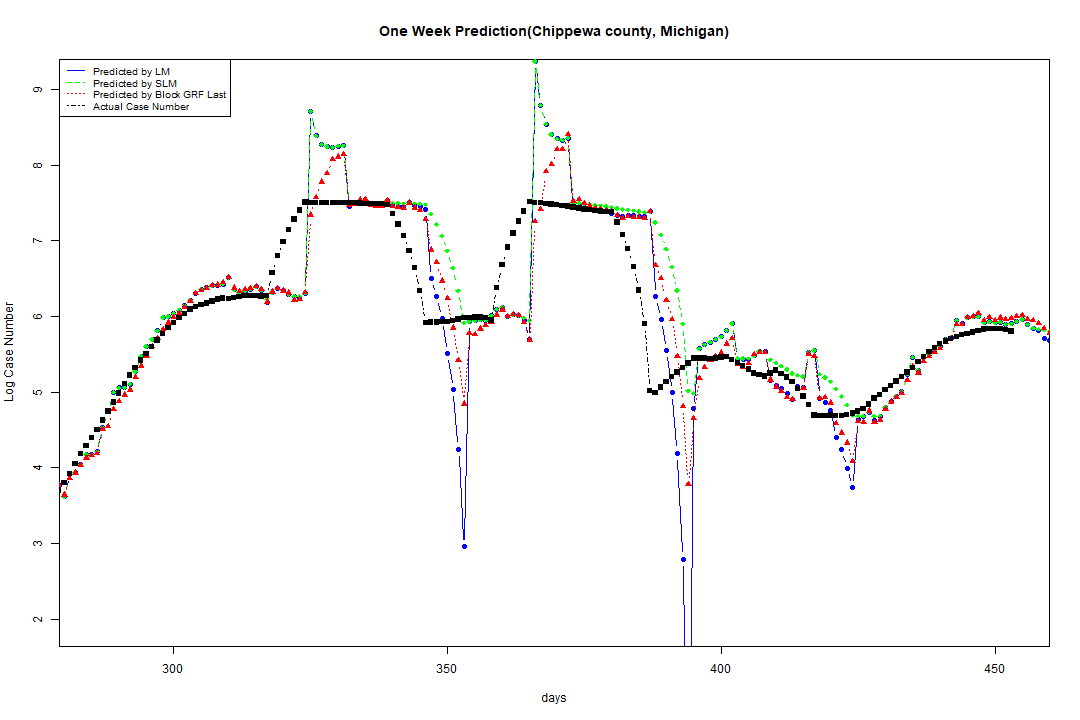 One Week Prediction(Chippewa county, Michigan)
Predicted by LM
Predicted by SLM
Predicted by Block GRF Last
Actual Case Number
9
8
7
6
5
4
3
2
Log Case Number
300
350
400
450
days